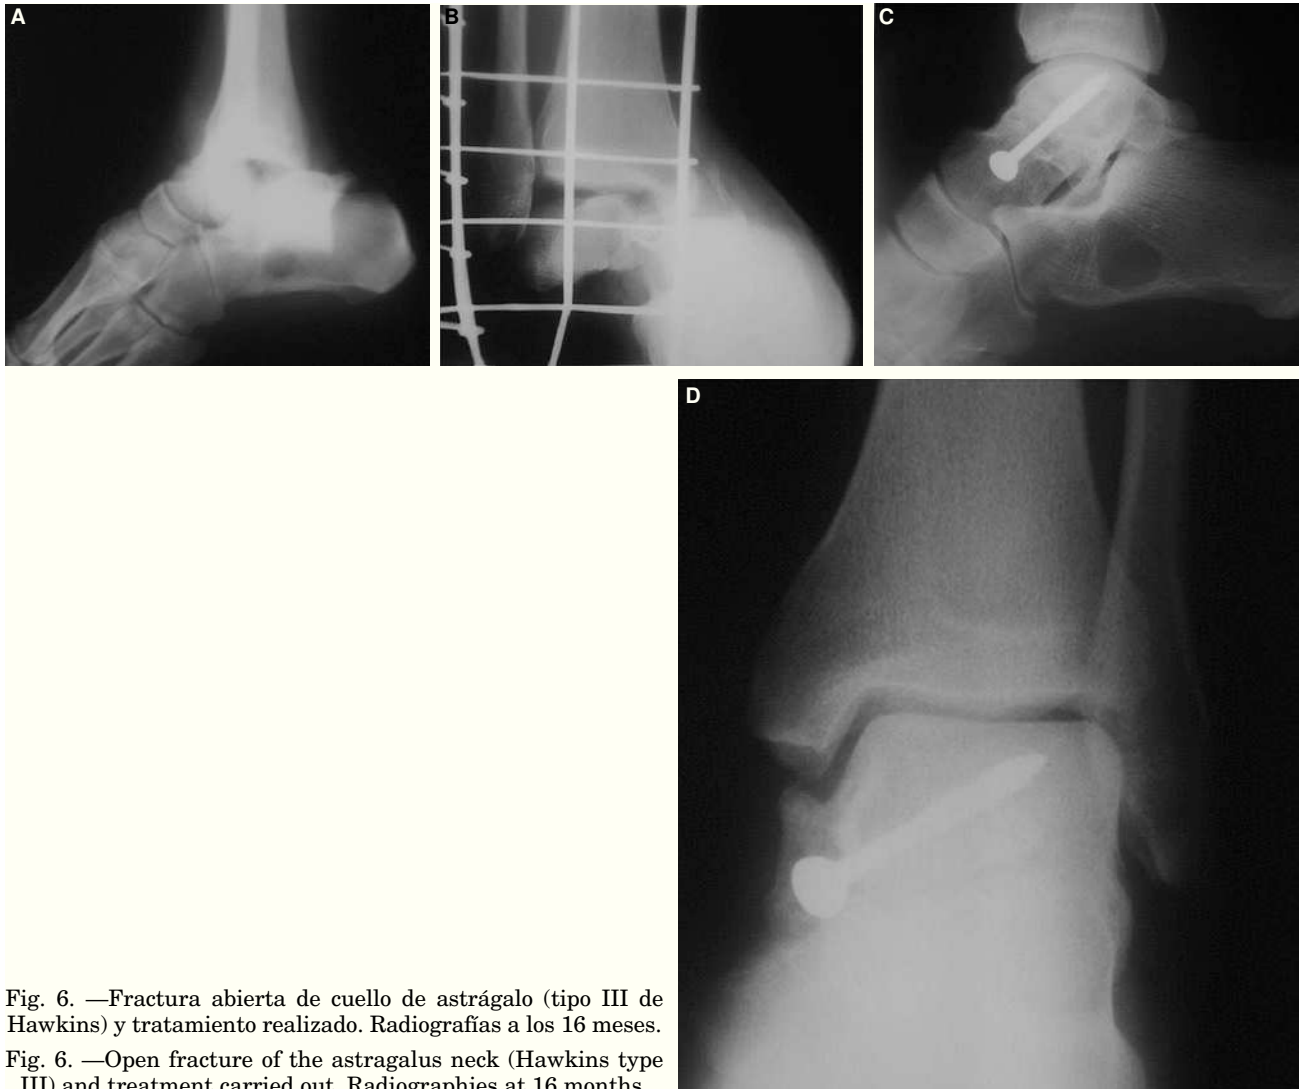 A
B
C
D
Fig. 6. —Fractura abierta de cuello de astrágalo (tipo III de
Hawkins) y tratamiento realizado. Radiografías a los 16 meses.
Fig. 6. —Open fracture of the astragalus neck (Hawkins type
III) and treatment carried out. Radiographies at 16 months.